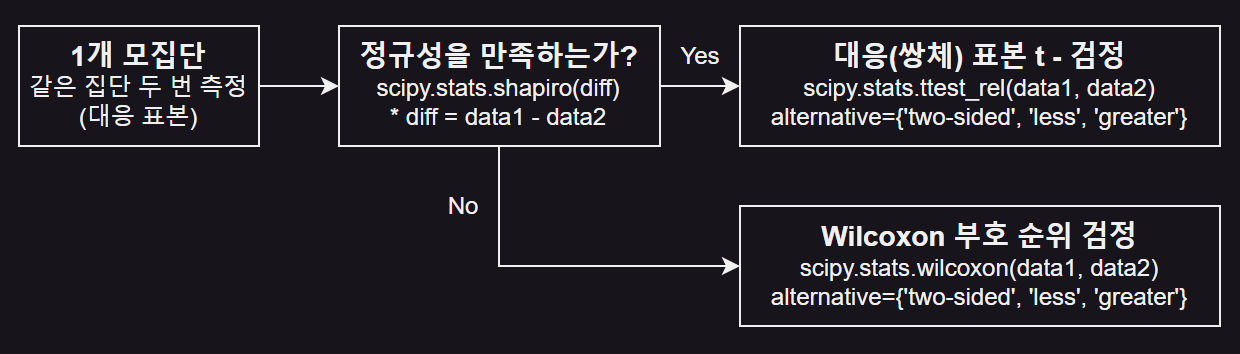 1개 모집단
같은 집단 두 번 측정
(대응 표본)
정규성을 만족하는가?
scipy.stats.shapiro(diff)
* diff = data1 - data2
Yes
대응(쌍체) 표본 t - 검정
scipy.stats.ttest_rel(data1, data2)
alternative={'two-sided', 'less', 'greater'}
No
Wilcoxon 부호 순위 검정
scipy.stats.wilcoxon(data1, data2)
alternative={'two-sided', 'less', 'greater'}